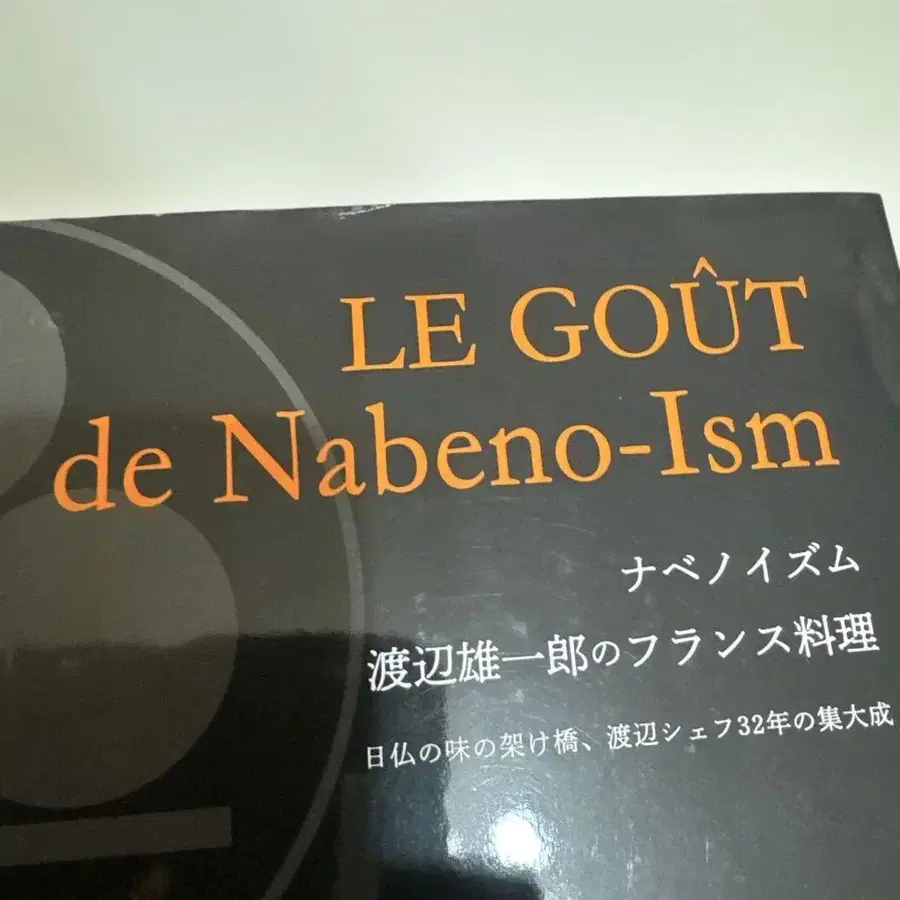 LE GOÛT
de Nabeno-Ism
ナベノイズム
渡辺雄一郎のフランス料理
日仏の味の架け橋、渡辺シェフ32年の集大成